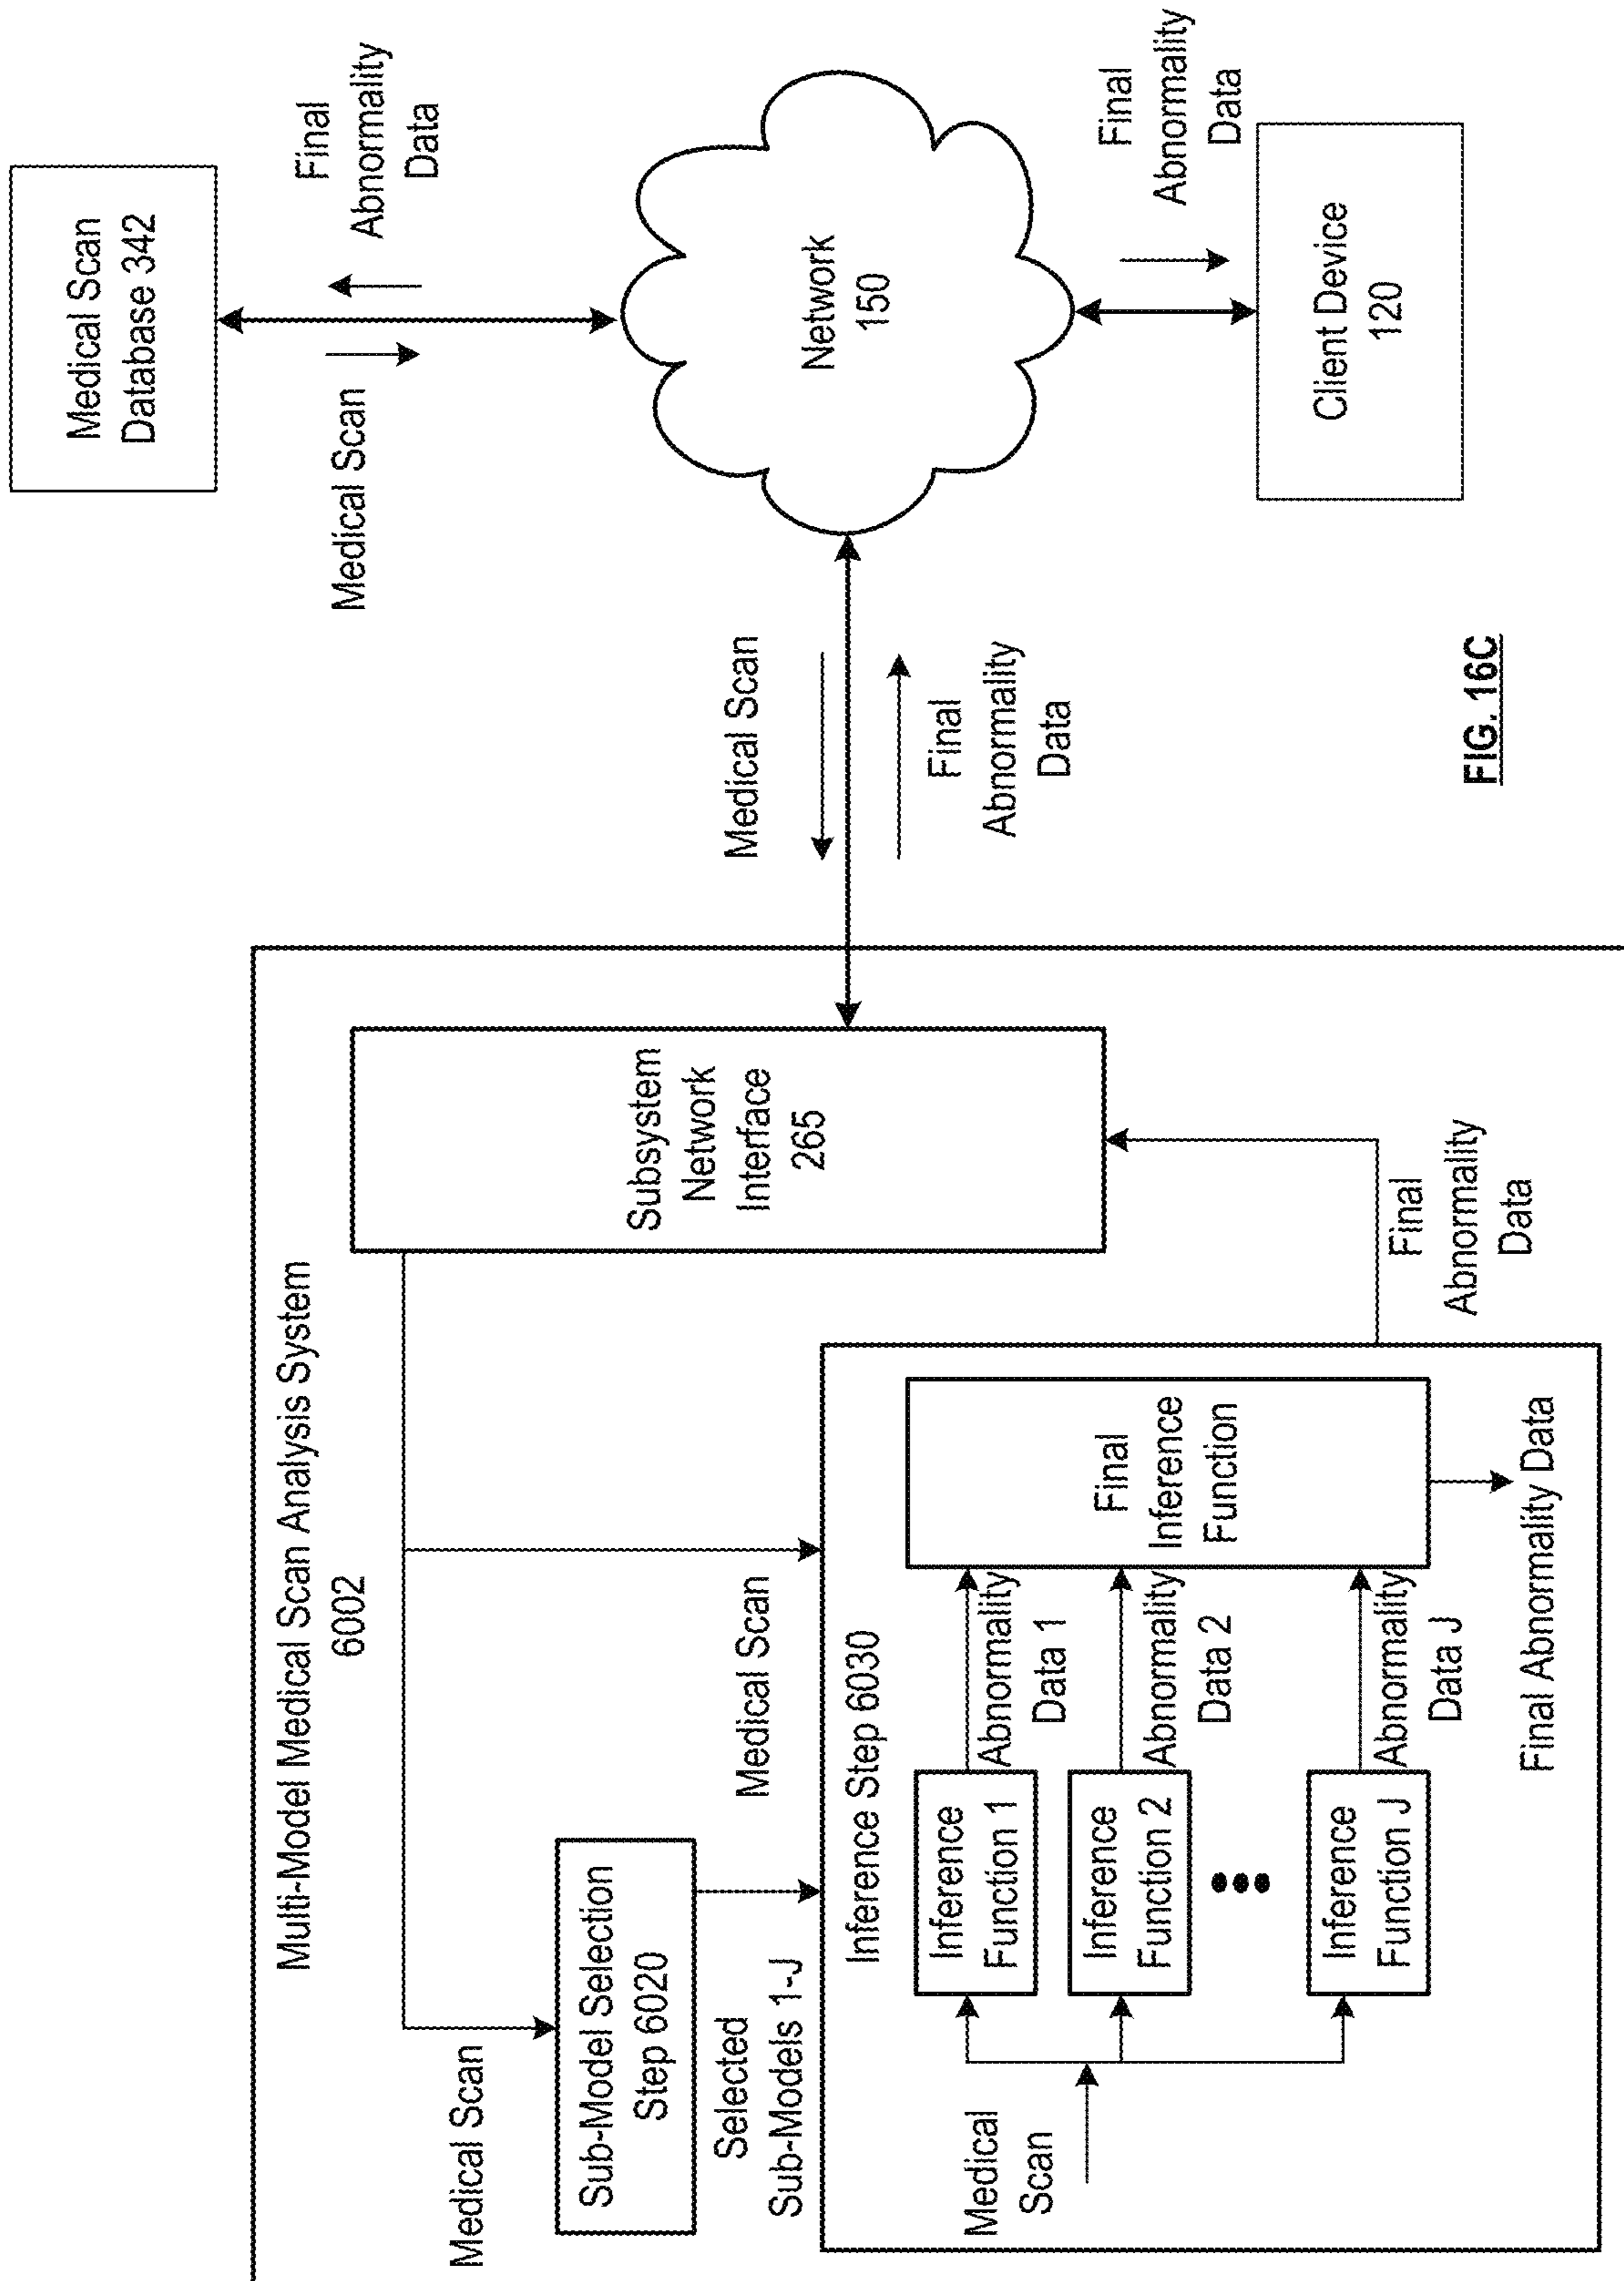 Multi-Model Medical Scan Analysis System
6002
Medical Scan
Sub-Model Selection
Step 6020
Selected
Sub-Models 1-J
Medical Scan
Subsystem
Network
Interface
265
Inference Step 6030
Medical
Scan
Inference
Function 1
Abnormality
Data 1
Inference
Function 2
Abnormality
Data 2
Inference
Function J
Abnormality
Data J
Final
Inference
Function
Final Abnormality Data
Final
Abnormality
Data
Medical Scan
Final
Abnormality
Data
Medical Scan
Database 342
Medical Scan
Final
Abnormality
Data
Network
150
Final
Abnormality
Data
Client Device
120
FIG. 16C